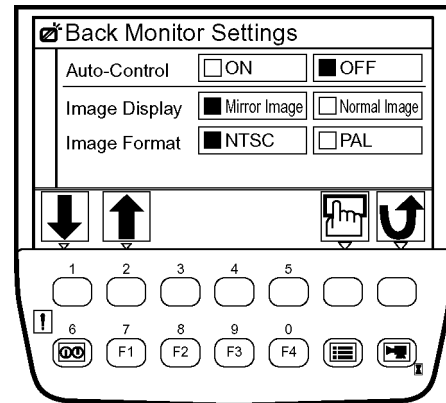 Back Monitor Settings
Auto-Control ON OFF
Image Display Mirror Image Normal Image
Image Format NTSC PAL
1 2 3 4 5
! 6 7 8 9 0
F1 F2 F3 F4